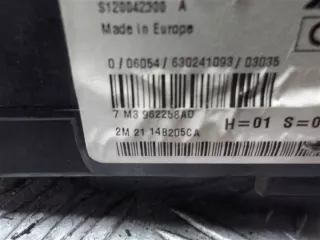 S120042300 A
Made in Europe
0 / 06054 / 630241093 / 03035
7 M3 962258AD
2M 21 14B205CA
H=01 S=0